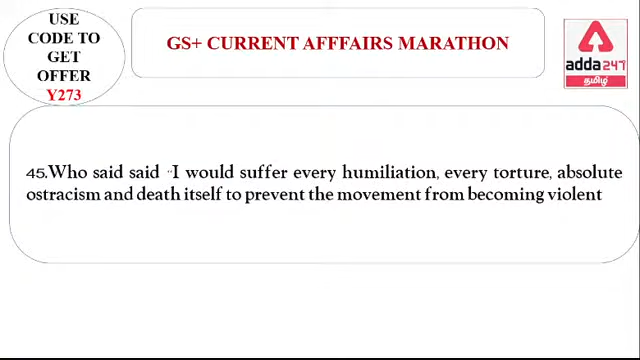 USE
CODE TO
GET
OFFER
Y273
GS+ CURRENT AFFFAIRS MARATHON
adda247
தமிழ்
45.Who said said "I would suffer every humiliation, every torture, absolute
ostracism and death itself to prevent the movement from becoming violent